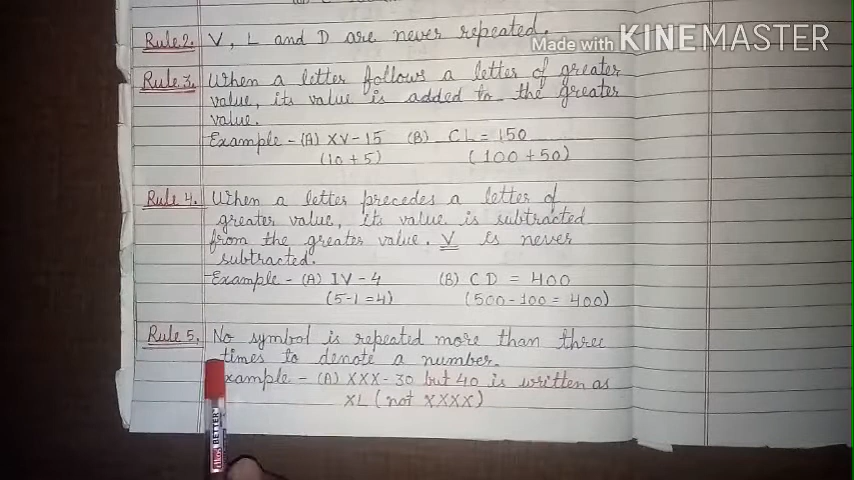 Rule 2. V, L and D are never repeated.
Made with KINEMASTER
Rule 3. When a letter follows a letter of greater
value, its value is added to the greater
value.
Example - (A) XV - 15 (B) CL = 150
(10 + 5) (100 + 50)
Rule 4. When a letter precedes a letter of
greater value, its value is subtracted
from the greater value. V is never
subtracted.
Example - (A) IV - 4 (B) CD = 400
(5-1=4) (500-100=400)
Rule 5. No symbol is repeated more than three
times to denote a number.
Example - (A) XXX - 30 but 40 is written as
XL (not XXXX)
BETTER